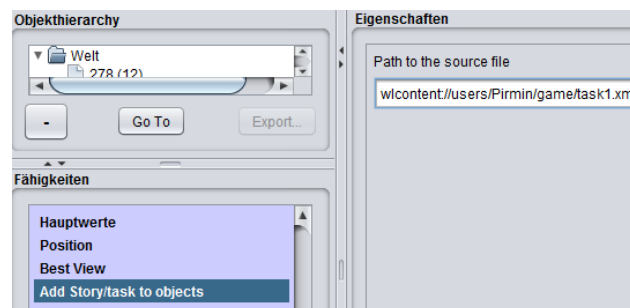 Objekthierarchy
Welt
278 (12)
-
Go To
Export...
Fähigkeiten
Hauptwerte
Position
Best View
Add Story/task to objects
Eigenschaften
Path to the source file
wlcontent://users/Pirmin/game/task1.xm